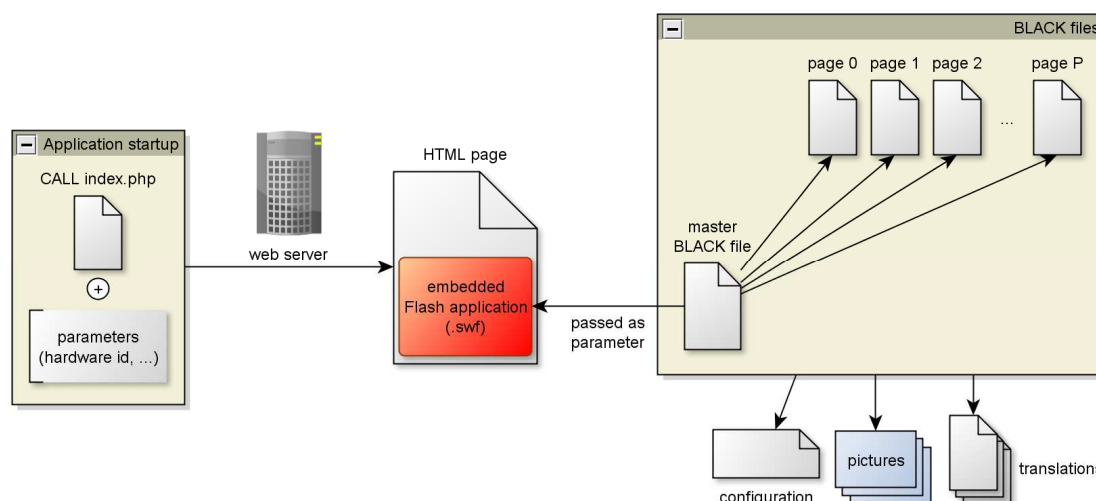 BLACK files
page 0
page 1
page 2
page P
...
Application startup
CALL index.php
+
parameters
(hardware id, ...)
web server
HTML page
embedded
Flash application
(.swf)
master
BLACK file
passed as
parameter
configuration
pictures
translations